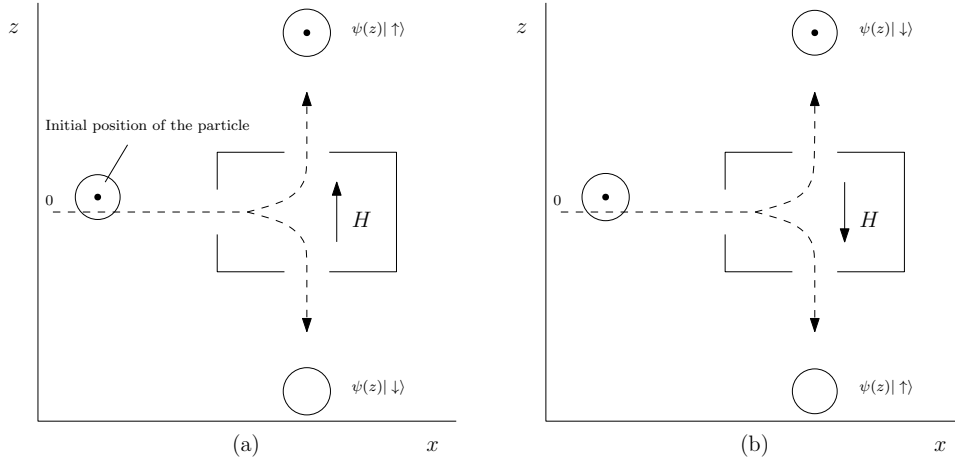 z
ψ(z)| ↑⟩
Initial position of the particle
0
H
ψ(z)| ↓⟩
(a)
x
z
ψ(z)| ↓⟩
0
H
ψ(z)| ↑⟩
(b)
x